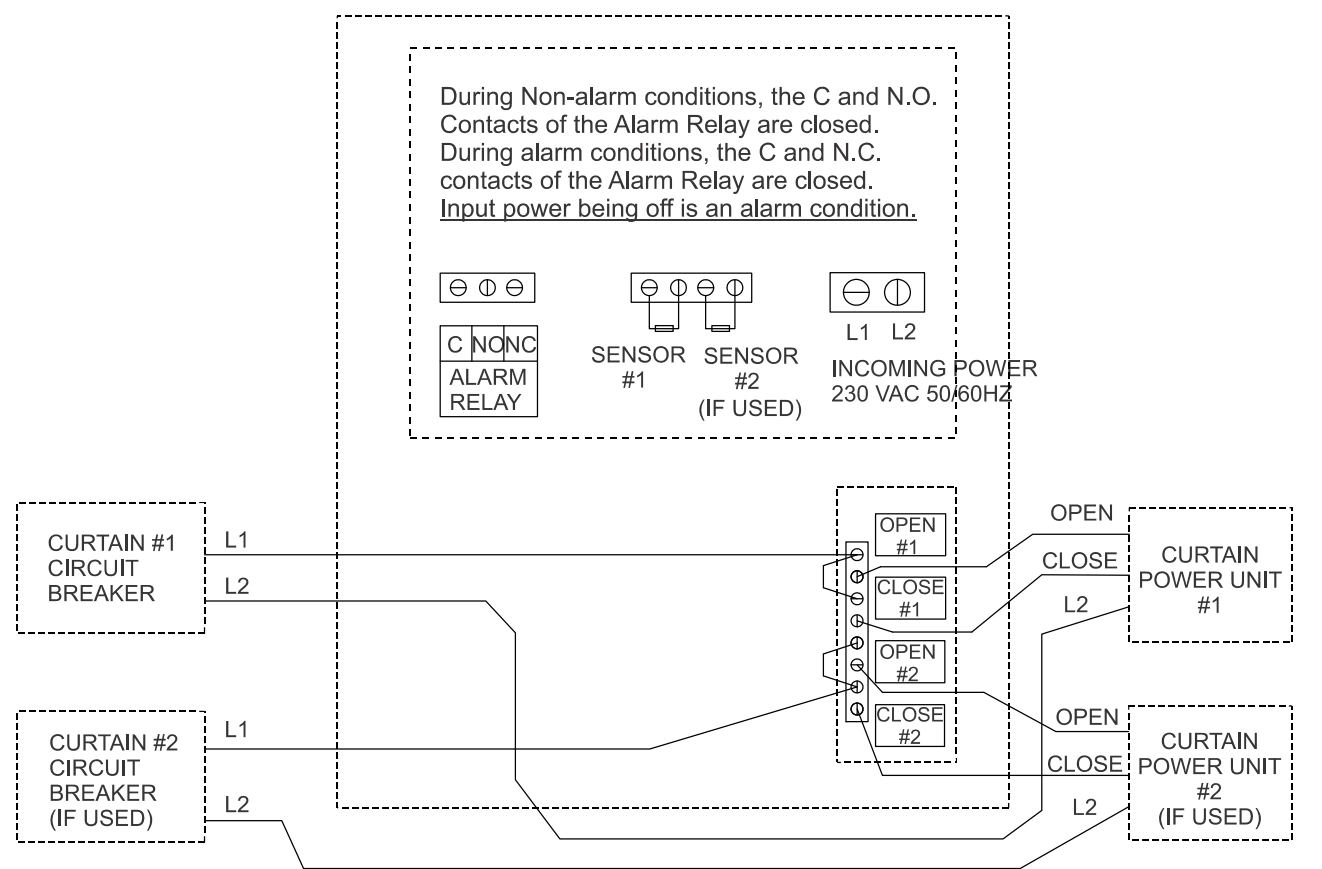 During Non-alarm conditions, the C and N.O.
Contacts of the Alarm Relay are closed.
During alarm conditions, the C and N.C.
contacts of the Alarm Relay are closed.
Input power being off is an alarm condition.
C NO NC
ALARM
RELAY
SENSOR
#1
SENSOR
#2
(IF USED)
L1 L2
INCOMING POWER
230 VAC 50/60HZ
CURTAIN #1
CIRCUIT
BREAKER
L1
L2
CURTAIN #2
CIRCUIT
BREAKER
(IF USED)
L1
L2
OPEN
#1
CLOSE
#1
OPEN
#2
CLOSE
#2
OPEN
CLOSE
L2
CURTAIN
POWER UNIT
#1
OPEN
CLOSE
L2
CURTAIN
POWER UNIT
#2
(IF USED)